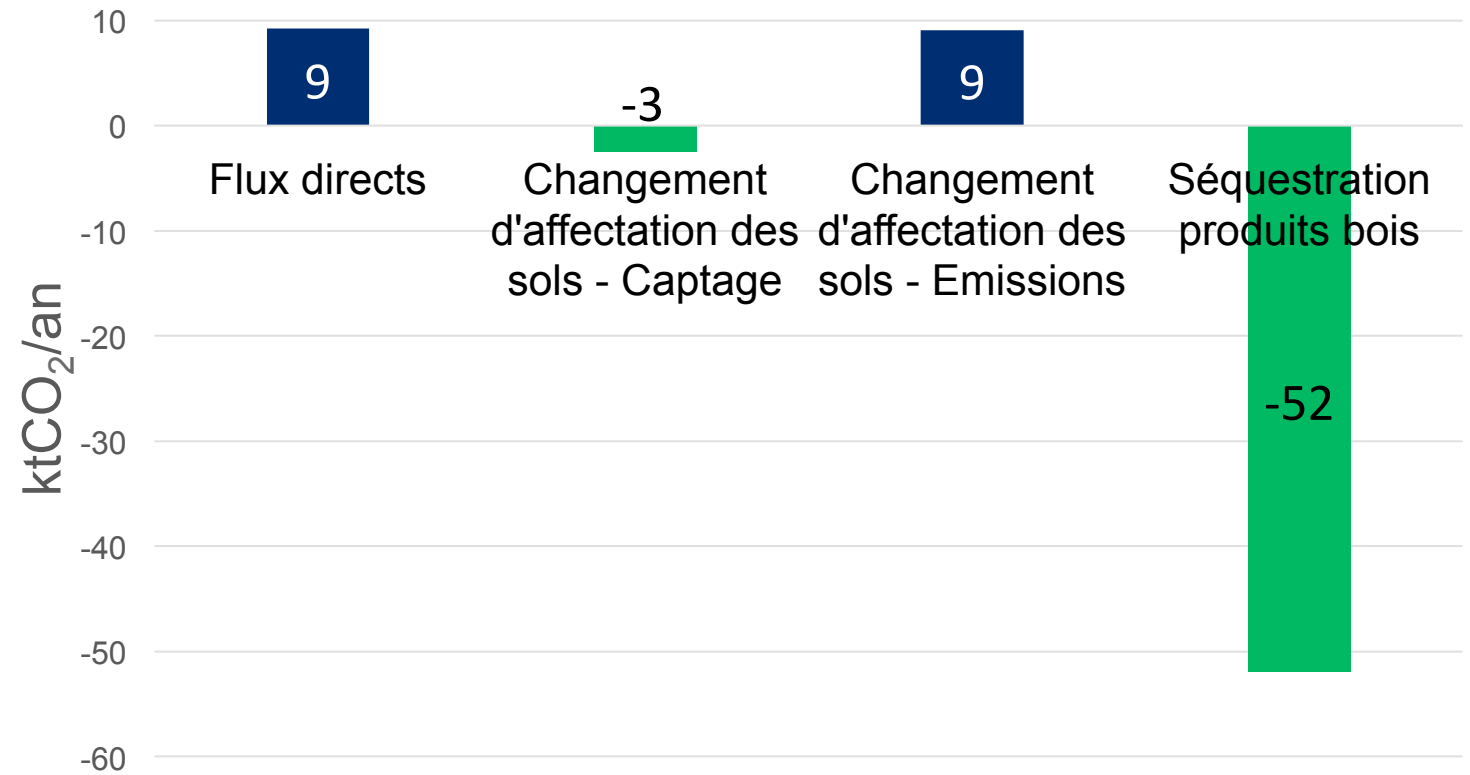 10
9
9
-3
0
Flux directs
Changement
d'affectation des
sols - Captage
Changement
d'affectation des
sols - Emissions
Séquestration
produits bois
-10
-20
-30
-52
-40
-50
-60
ktCO₂/an